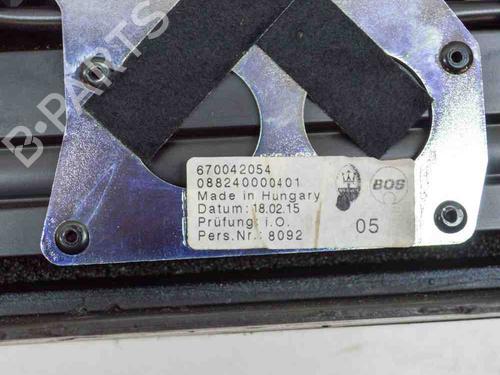 B-PARTS
670042054
088240000401
Made in Hungary
Datum: 18.02.15
Prüfung: i.O.
Pers.Nr.: 8092
BOS
05